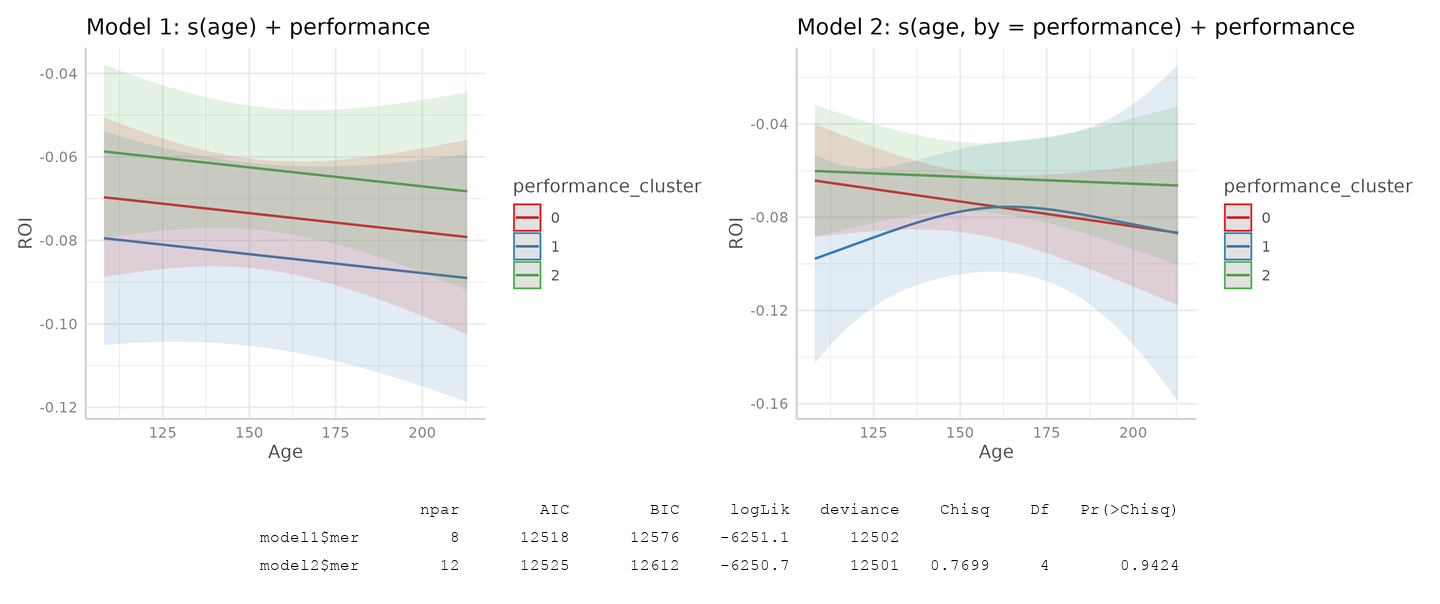 Model 1: s(age) + performance
-0.04
-0.06
-0.08
-0.10
-0.12
ROI
125 150 175 200
Age
performance_cluster
0
1
2
Model 2: s(age, by = performance) + performance
-0.04
-0.08
-0.12
-0.16
ROI
125 150 175 200
Age
performance_cluster
0
1
2
npar AIC BIC logLik deviance Chisq Df Pr(>Chisq)
model1$mer 8 12518 12576 -6251.1 12502
model2$mer 12 12525 12612 -6250.7 12501 0.7699 4 0.9424